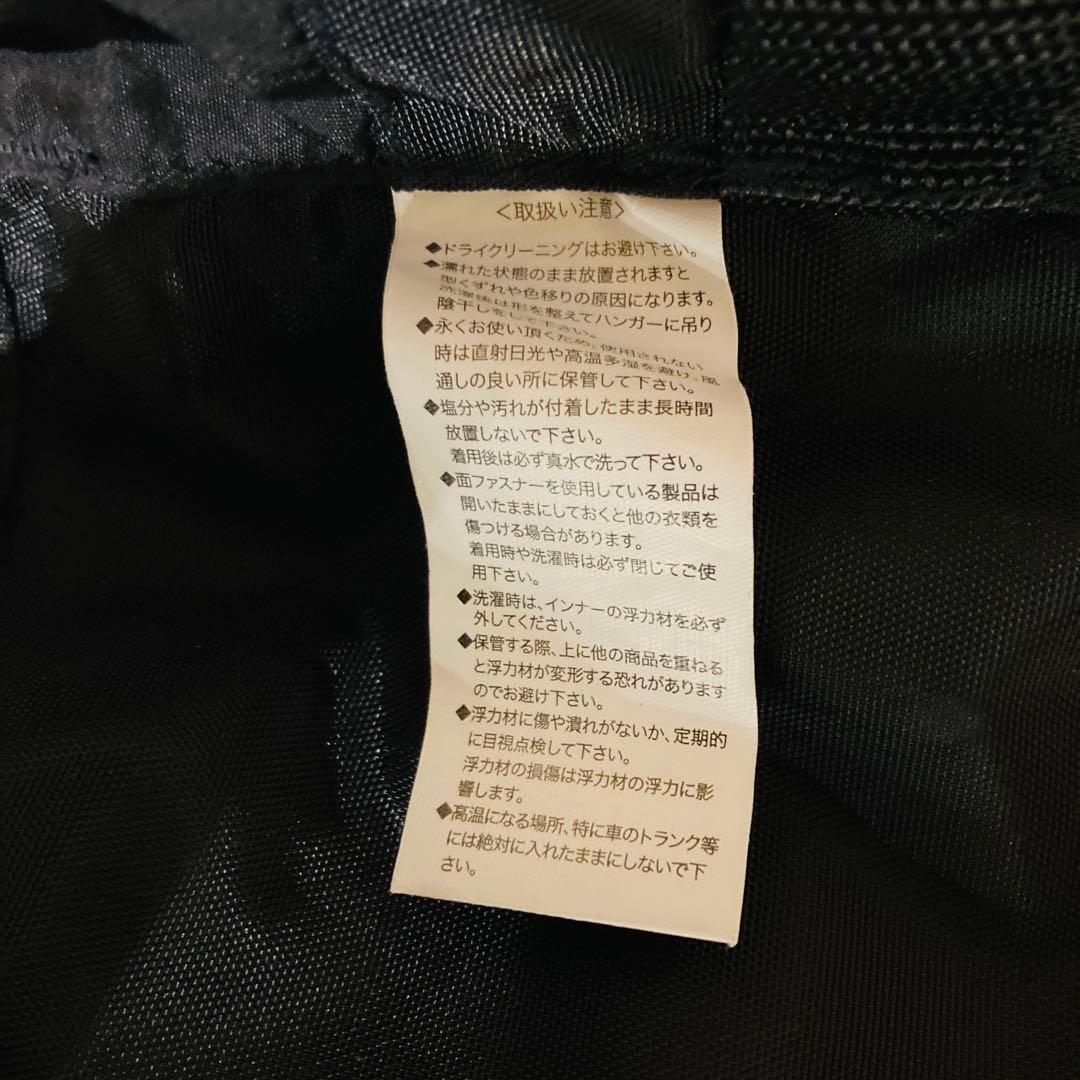 <取扱い注意>
◆ドライクリーニングはお避け下さい。
◆濡れた状態のまま放置されますと
型くずれや色移りの原因になります。
洗濯後は形を整えてハンガーに吊り
陰干しをして下さい。
◆永くお使い頂くため、使用されない
時は直射日光や高温多湿を避け、風
通しの良い所に保管して下さい。
◆塩分や汚れが付着したまま長時間
放置しないで下さい。
着用後は必ず真水で洗って下さい。
◆面ファスナーを使用している製品は
開いたままにしておくと他の衣類を
傷つける場合があります。
着用時や洗濯時は必ず閉じてご使
用下さい。
◆洗濯時は、インナーの浮力材を必ず
外してください。
◆保管する際、上に他の商品を重ねる
と浮力材が変形する恐れがあります
のでお避け下さい。
◆浮力材に傷や潰れがないか、定期的
に目視点検して下さい。
浮力材の損傷は浮力材の浮力に影
響します。
◆高温になる場所、特に車のトランク等
には絶対に入れたままにしないで下
さい。